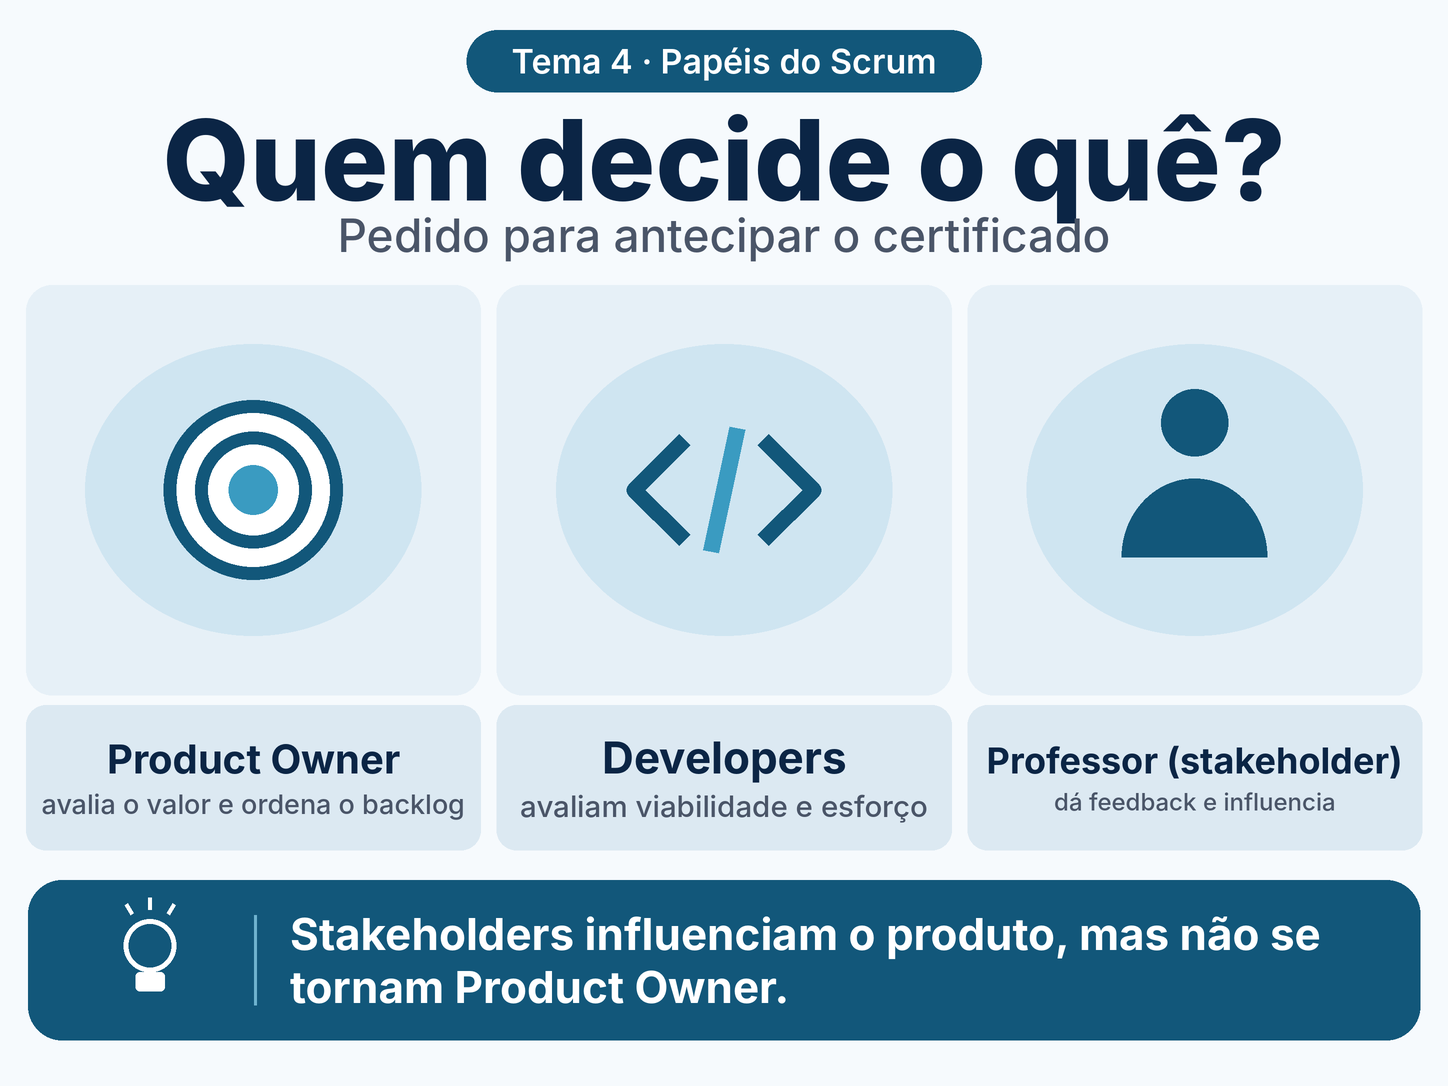 Tema 4 · Papéis do Scrum
Quem decide o quê?
Pedido para antecipar o certificado
Product Owner
avalia o valor e ordena o backlog
Developers
avaliam viabilidade e esforço
Professor (stakeholder)
dá feedback e influencia
Stakeholders influenciam o produto, mas não se
tornam Product Owner.